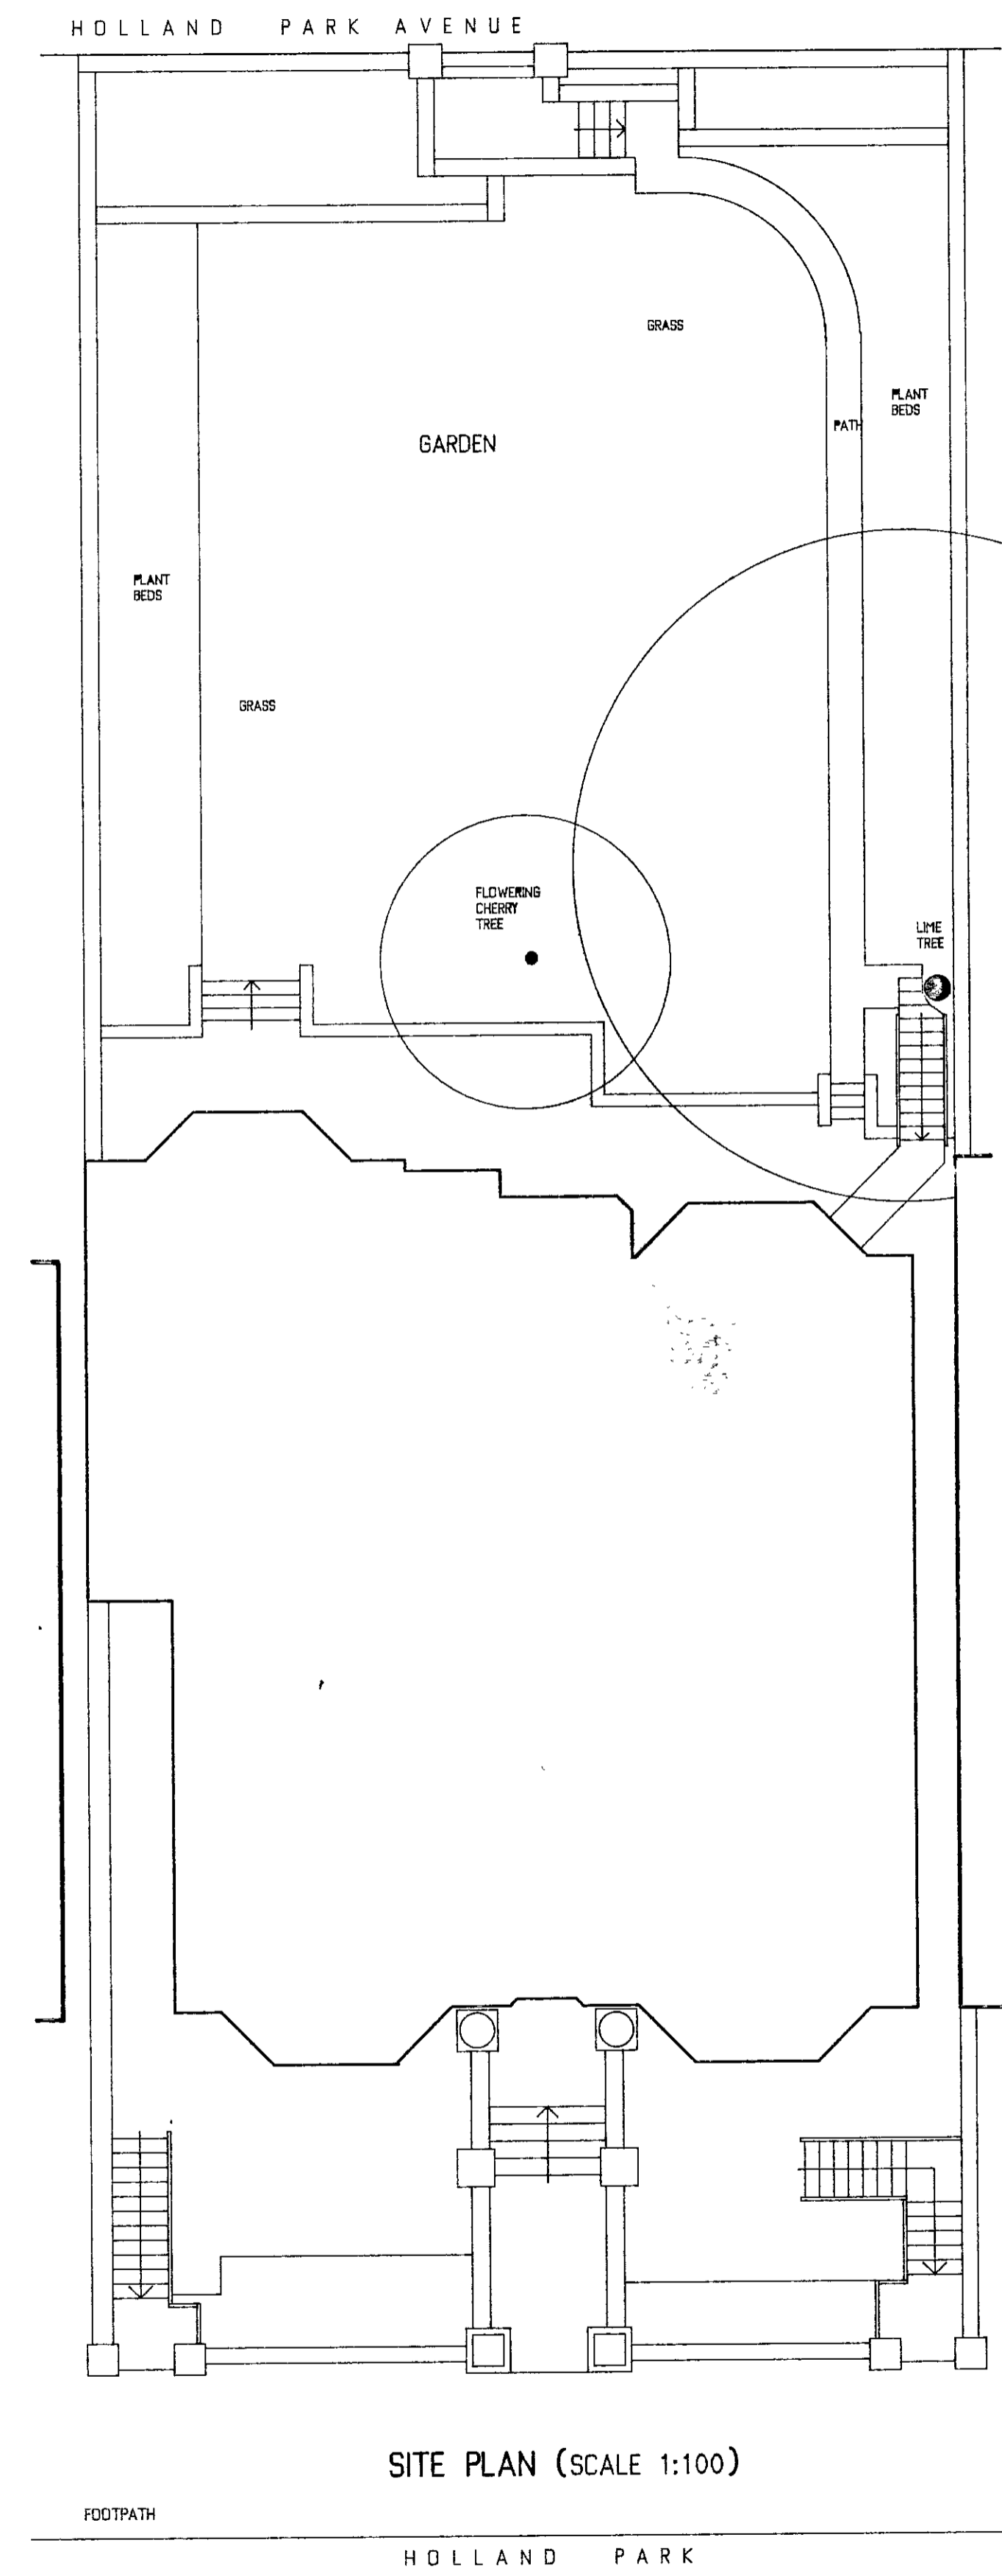 HOLLAND PARK AVENUE
GRASS
PLANT
BEDS
PATH
GARDEN
PLANT
BEDS
GRASS
FLOWERING
CHERRY
TREE
LIME
TREE
SITE PLAN (SCALE 1:100)
FOOTPATH
HOLLAND PARK